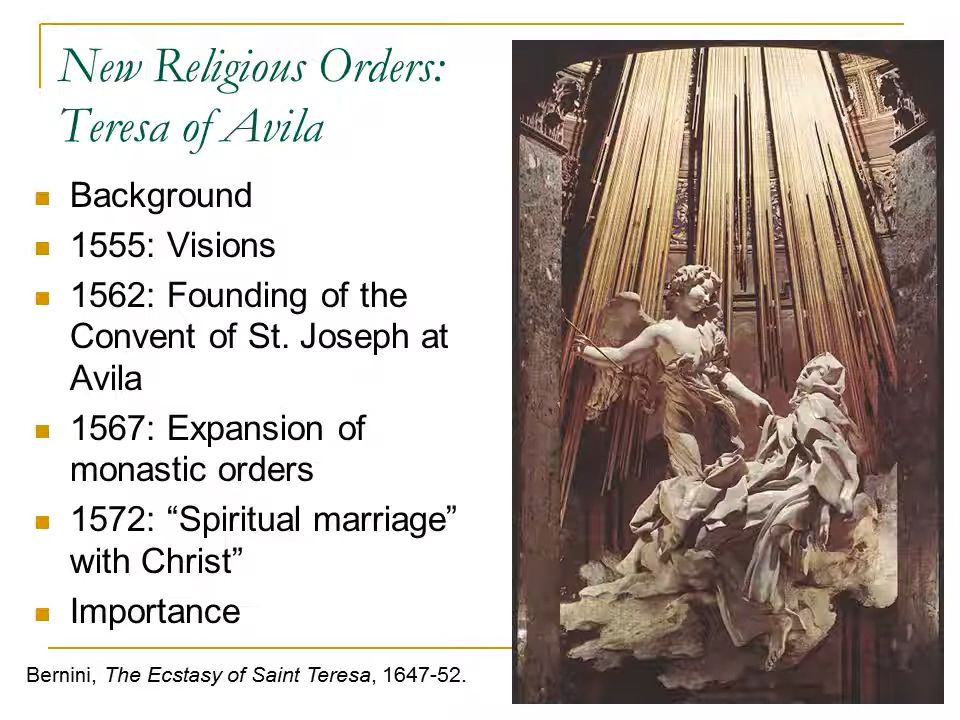 New Religious Orders:
Teresa of Avila
Background
1555: Visions
1562: Founding of the
Convent of St. Joseph at
Avila
1567: Expansion of
monastic orders
1572: “Spiritual marriage”
with Christ”
Importance
Bernini, The Ecstasy of Saint Teresa, 1647-52.